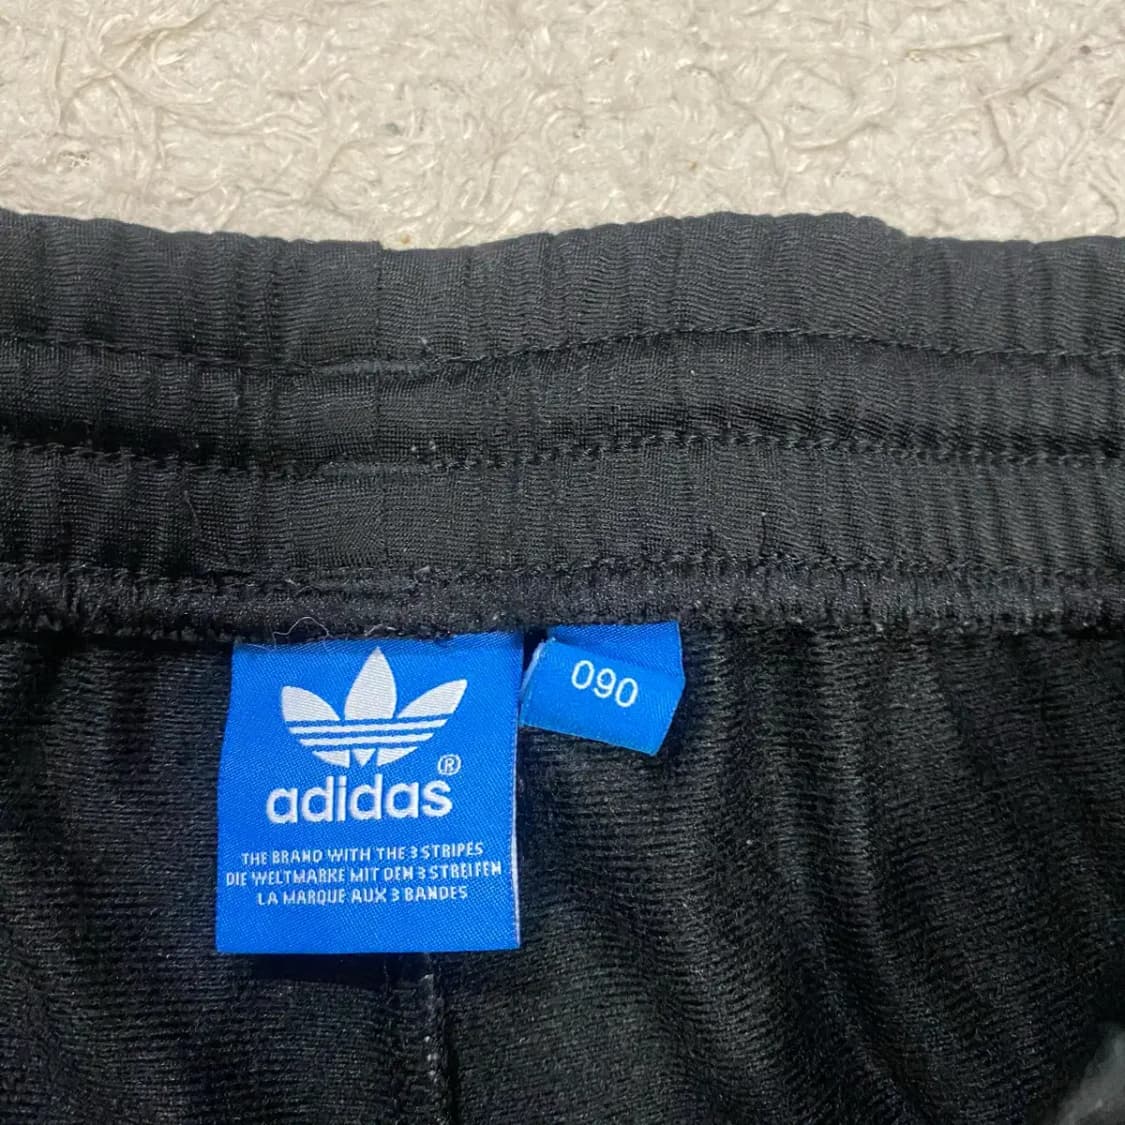 adidas®
THE BRAND WITH THE 3 STRIPES
DIE WELTMARKE MIT DEN 3 STREIFEN
LA MARQUE AUX 3 BANDES
090